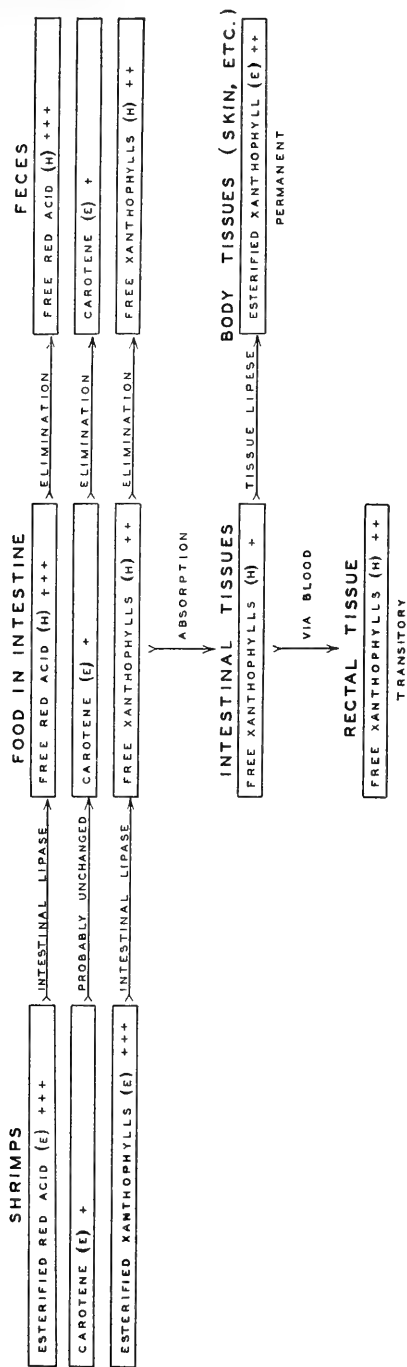 SHRIMPS
ESTERIFIED RED ACID (E) +++
CAROTENE (E) +
ESTERIFIED XANTHOPHYLLS (E) +++
INTESTINAL LIPASE
PROBABLY UNCHANGED
INTESTINAL LIPASE
FOOD IN INTESTINE
FREE RED ACID (H) +++
CAROTENE (E) +
FREE XANTHOPHYLLS (H) ++
ELIMINATION
ELIMINATION
ELIMINATION
FECES
FREE RED ACID (H) +++
CAROTENE (E) +
FREE XANTHOPHYLLS (H) ++
ABSORPTION
INTESTINAL TISSUES
FREE XANTHOPHYLLS (H) +
TISSUE LIPESE
BODY TISSUES (SKIN, ETC.)
ESTERIFIED XANTHOPHYLL (E) ++
PERMANENT
VIA BLOOD
RECTAL TISSUE
FREE XANTHOPHYLLS (H) ++
TRANSITORY